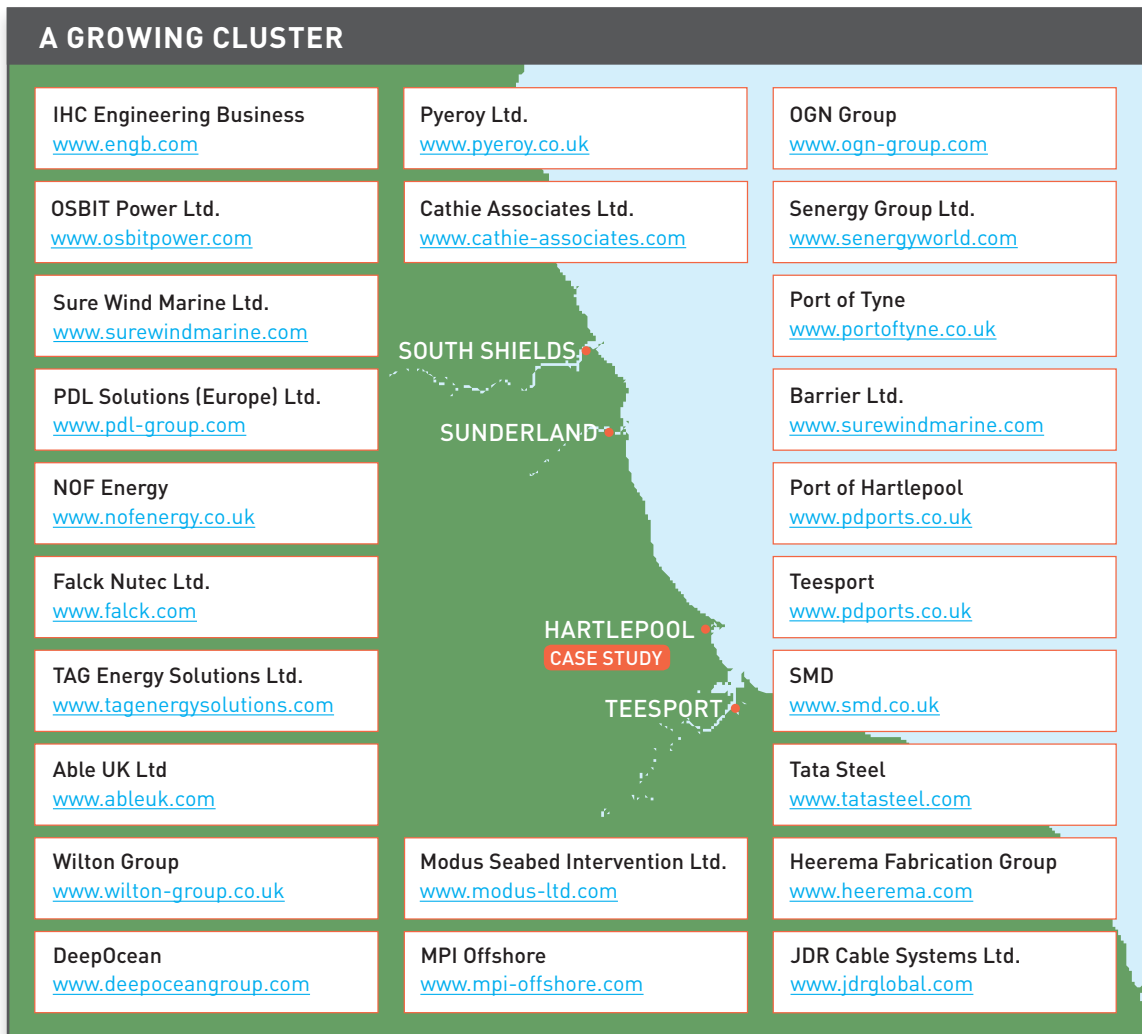 A GROWING CLUSTER
IHC Engineering Business
www.engb.com
Pyeroy Ltd.
www.pyeroy.co.uk
OGN Group
www.ogn-group.com
OSBIT Power Ltd.
www.osbitpower.com
Cathie Associates Ltd.
www.cathie-associates.com
Senergy Group Ltd.
www.senergyworld.com
Sure Wind Marine Ltd.
www.surewindmarine.com
Port of Tyne
www.portoftyne.co.uk
SOUTH SHIELDS
PDL Solutions (Europe) Ltd.
www.pdl-group.com
Barrier Ltd.
www.surewindmarine.com
SUNDERLAND
NOF Energy
www.nofenergy.co.uk
Port of Hartlepool
www.pdports.co.uk
Falck Nutec Ltd.
www.falck.com
Teesport
www.pdports.co.uk
HARTLEPOOL
CASE STUDY
TAG Energy Solutions Ltd.
www.tagenergysolutions.com
SMD
www.smd.co.uk
TEESPORT
Able UK Ltd
www.ableuk.com
Tata Steel
www.tatasteel.com
Wilton Group
www.wilton-group.co.uk
Modus Seabed Intervention Ltd.
www.modus-ltd.com
Heerema Fabrication Group
www.heerema.com
DeepOcean
www.deepoceangroup.com
MPI Offshore
www.mpi-offshore.com
JDR Cable Systems Ltd.
www.jdrglobal.com